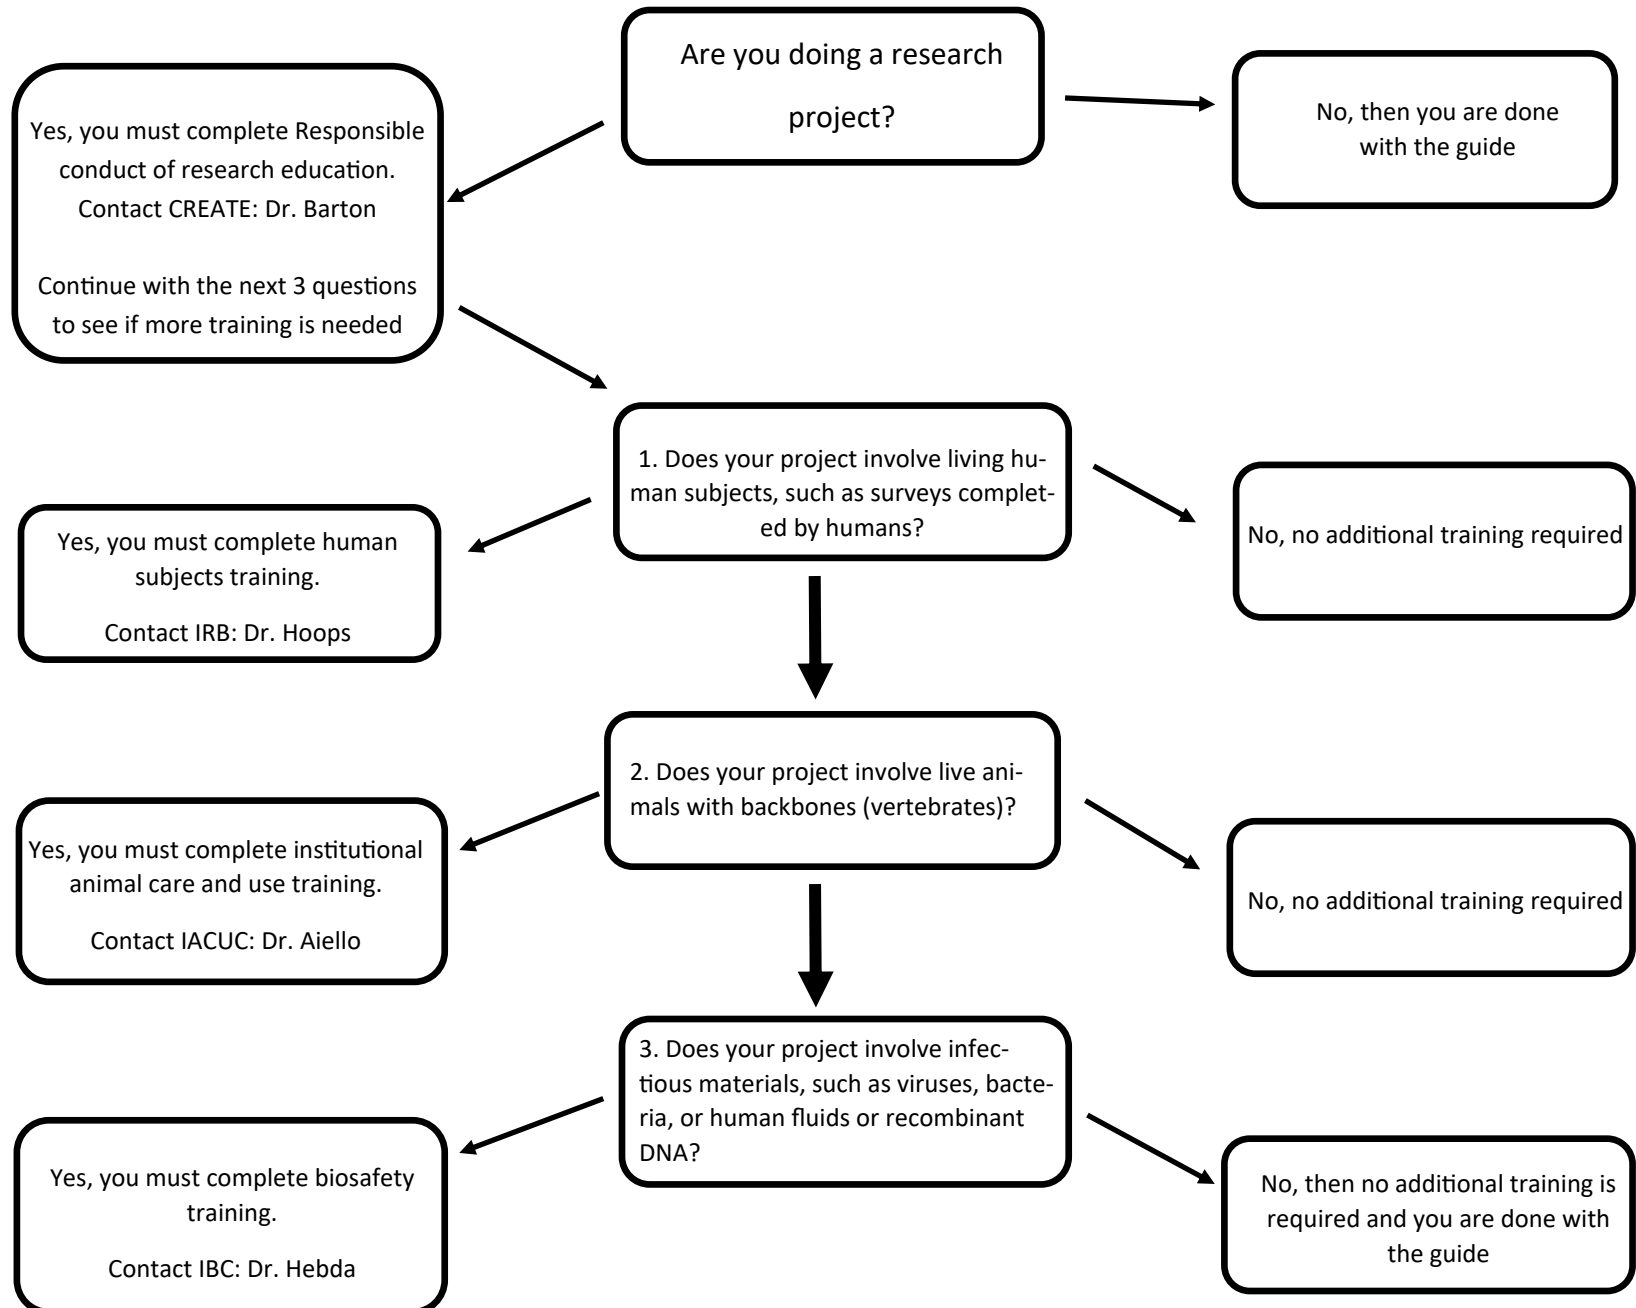 Are you doing a research
project?
No, then you are done
with the guide
Yes, you must complete Responsible
conduct of research education.
Contact CREATE: Dr. Barton
Continue with the next 3 questions
to see if more training is needed
1. Does your project involve living hu-
man subjects, such as surveys complet-
ed by humans?
Yes, you must complete human
subjects training.
Contact IRB: Dr. Hoops
No, no additional training required
2. Does your project involve live ani-
mals with backbones (vertebrates)?
Yes, you must complete institutional
animal care and use training.
Contact IACUC: Dr. Aiello
No, no additional training required
3. Does your project involve infec-
tious materials, such as viruses, bacte-
ria, or human fluids or recombinant
DNA?
Yes, you must complete biosafety
training.
Contact IBC: Dr. Hebda
No, then no additional training is
required and you are done with
the guide